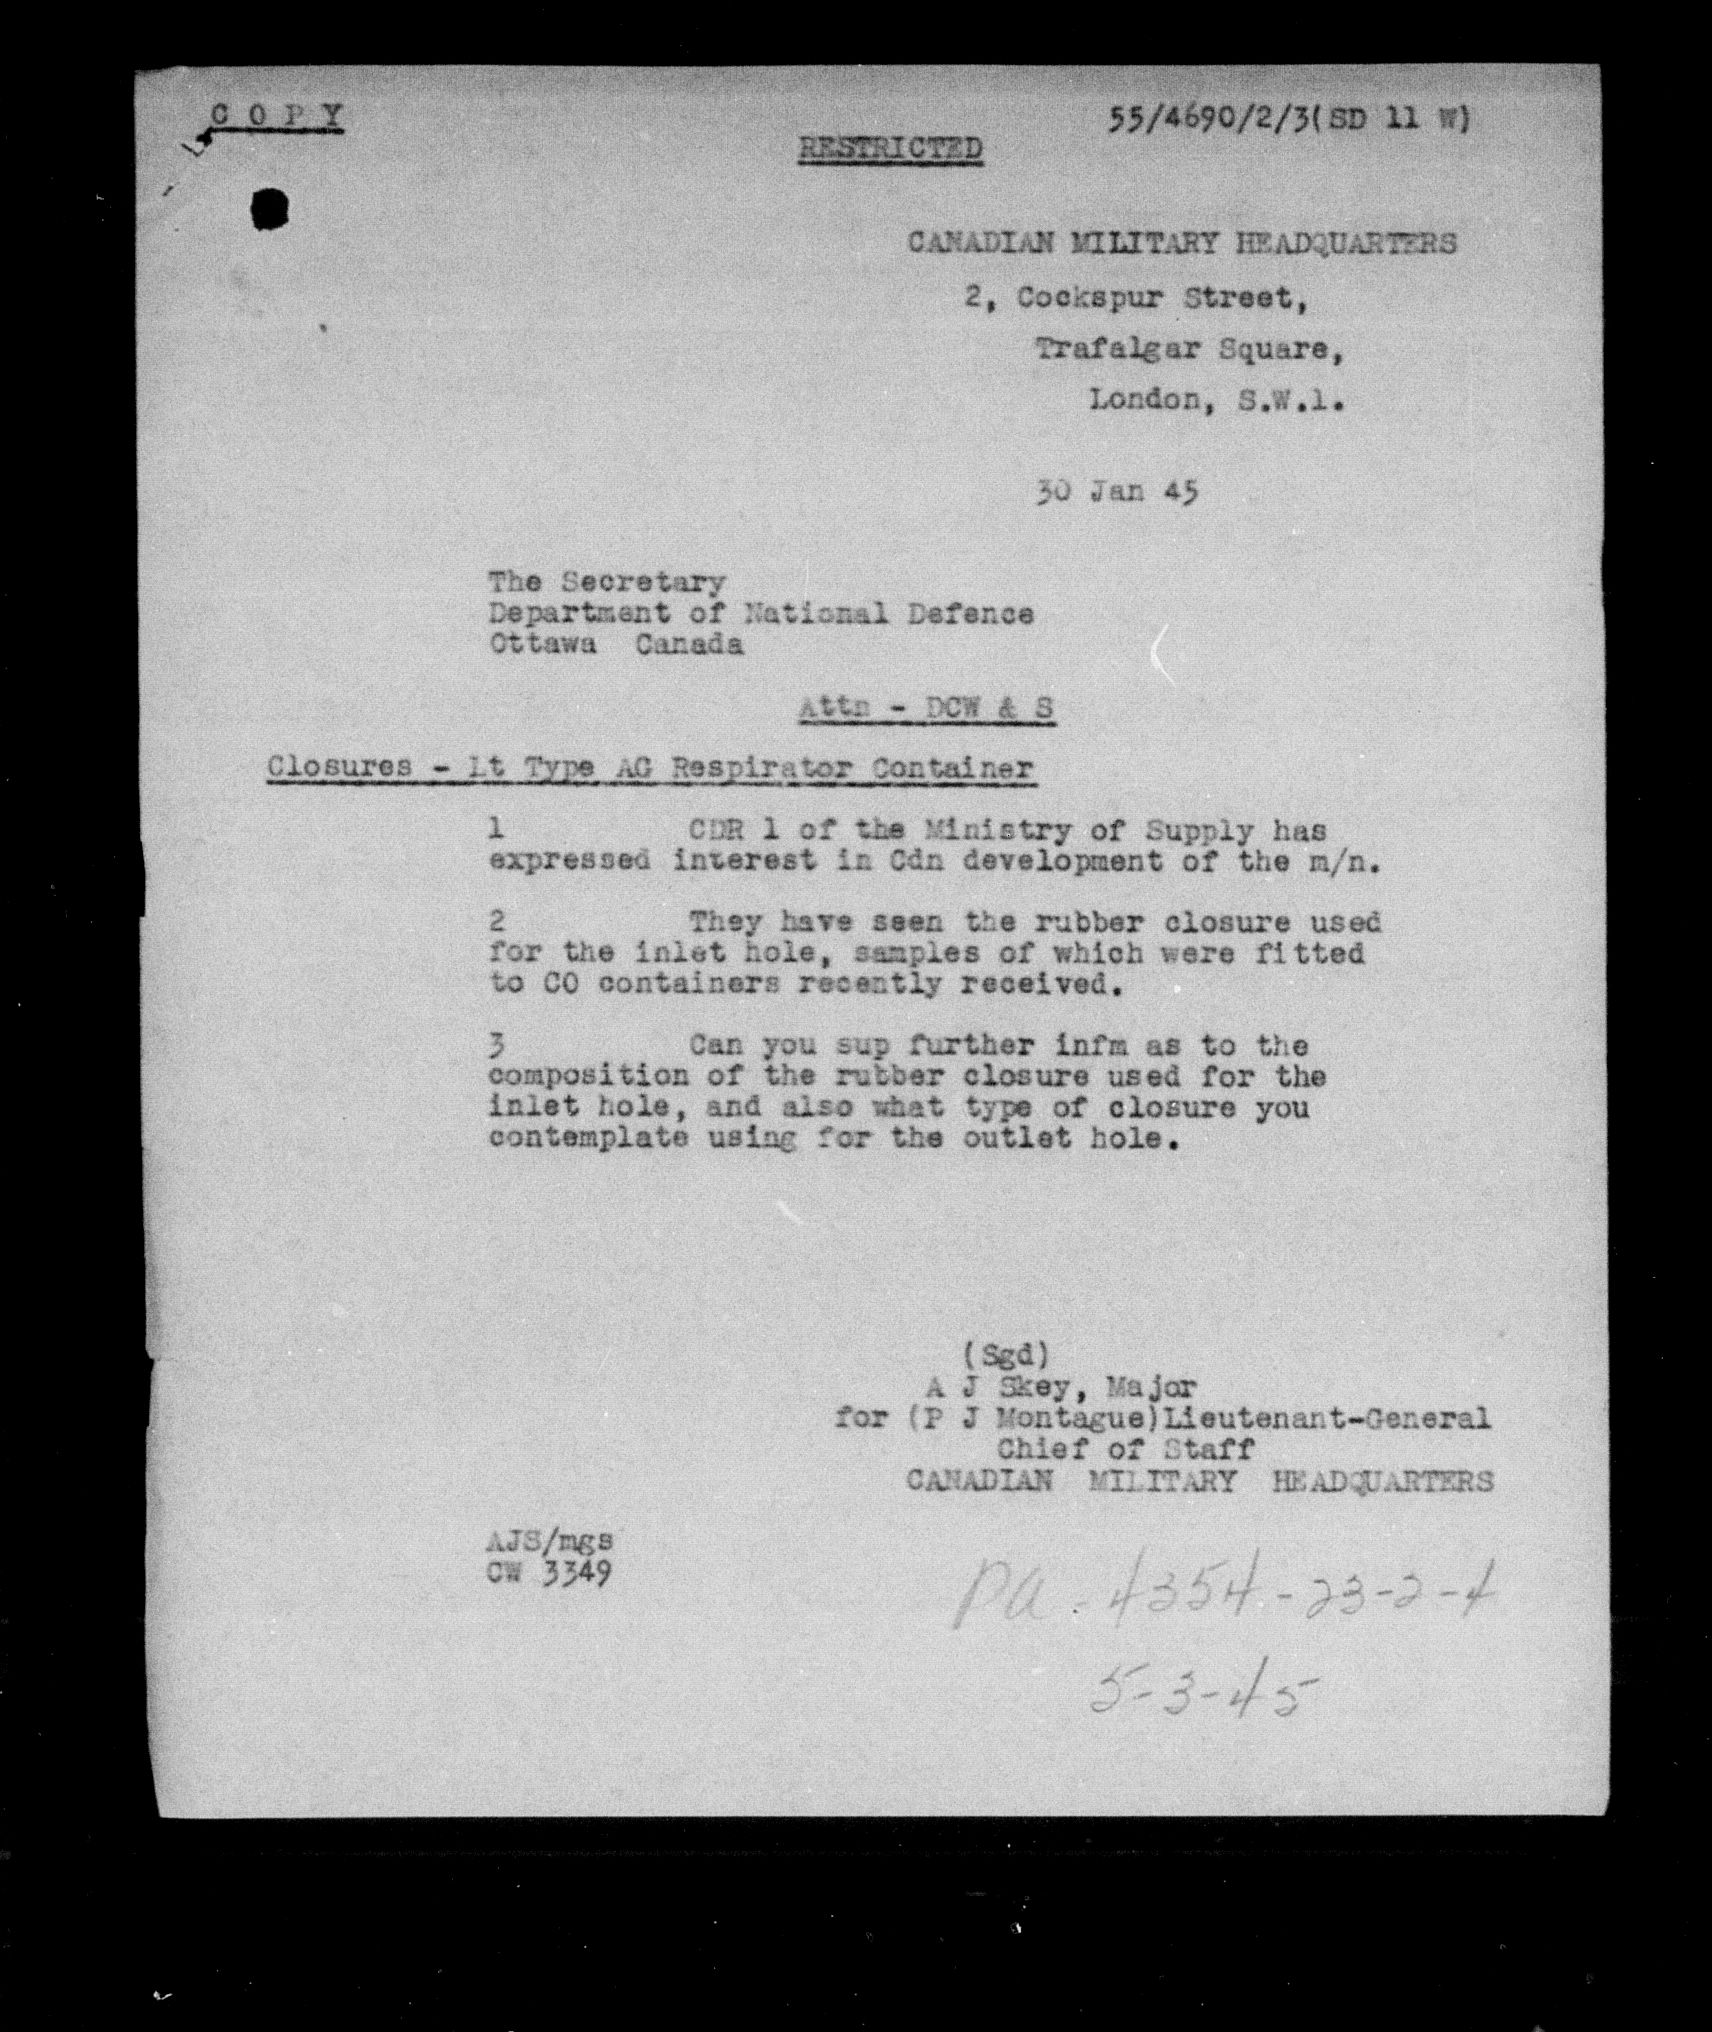 C O P Y
55/4690/2/3(SD 11 W)
RESTRICTED
CANADIAN MILITARY HEADQUARTERS
2, Cockspur Street,
Trafalgar Square,
London, S.W.1.
30 Jan 45
The Secretary
Department of National Defence
Ottawa Canada
Attn - DCW & S
Closures - Lt Type AG Respirator Container
1 CDR 1 of the Ministry of Supply has
expressed interest in Cdn development of the m/n.
2 They have seen the rubber closure used
for the inlet hole, samples of which were fitted
to CO containers recently received.
3 Can you sup further infm as to the
composition of the rubber closure used for the
inlet hole, and also what type of closure you
contemplate using for the outlet hole.
(Sgd)
A J Skey, Major
for (P J Montague)Lieutenant-General
Chief of Staff
CANADIAN MILITARY HEADQUARTERS
AJS/mgs
CW 3349
PA. 4354-23-2-4
5-3-45